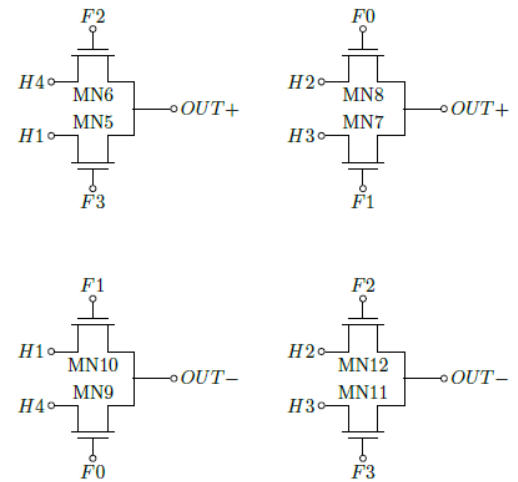 F2 F0
H4 MN6 H2 MN8
OUT+ OUT+
H1 MN5 H3 MN7
F3 F1
F1 F2
H1 MN10 H2 MN12
OUT− OUT−
H4 MN9 H3 MN11
F0 F3